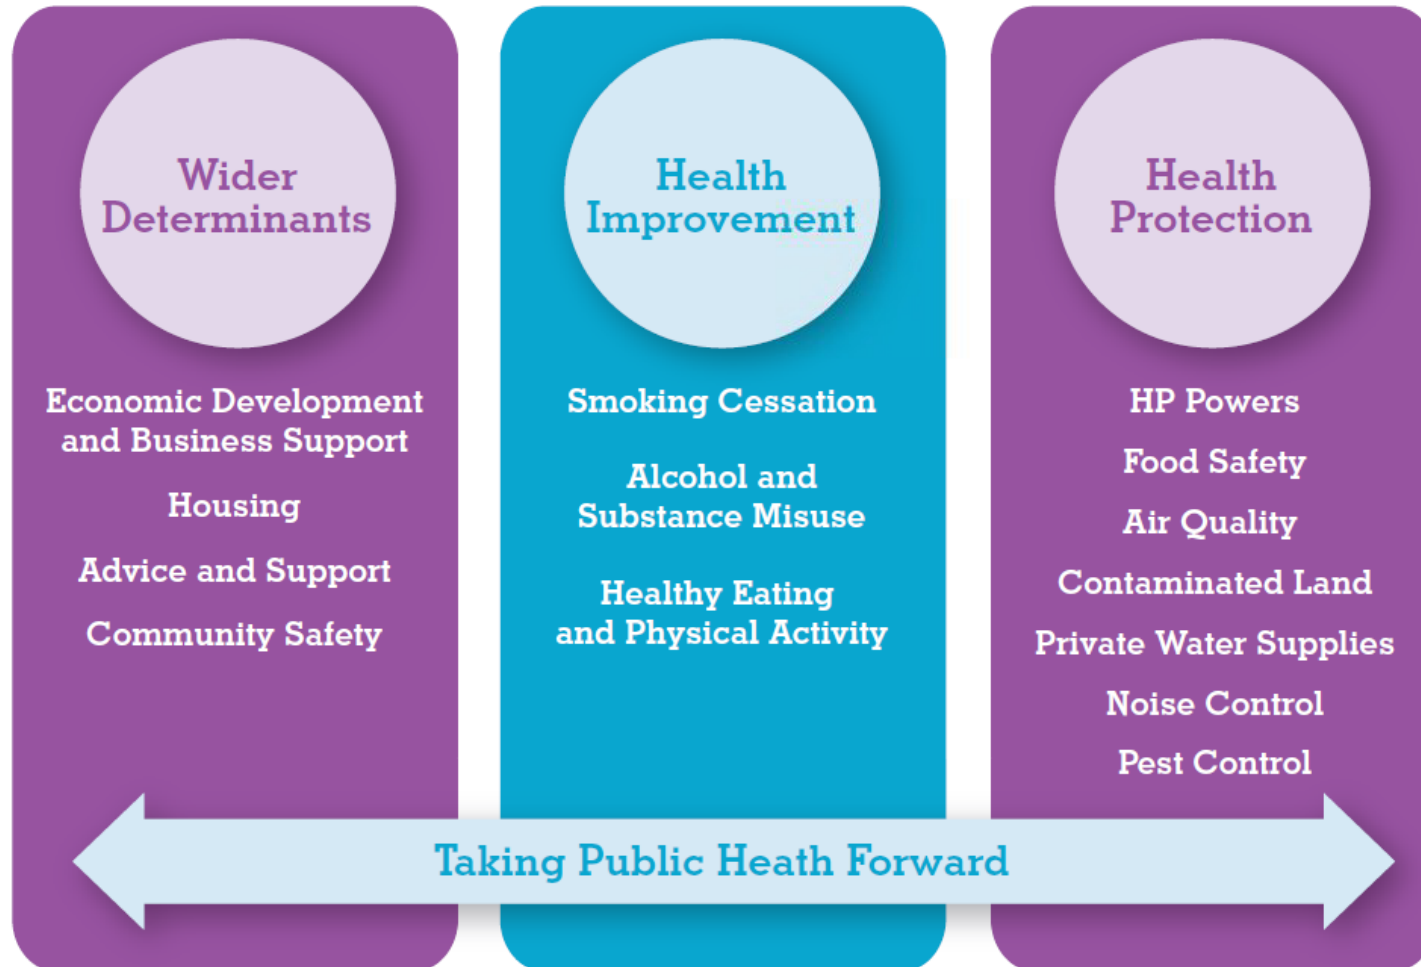 Wider
Determinants
Economic Development
and Business Support
Housing
Advice and Support
Community Safety
Health
Improvement
Smoking Cessation
Alcohol and
Substance Misuse
Healthy Eating
and Physical Activity
Health
Protection
HP Powers
Food Safety
Air Quality
Contaminated Land
Private Water Supplies
Noise Control
Pest Control
Taking Public Heath Forward